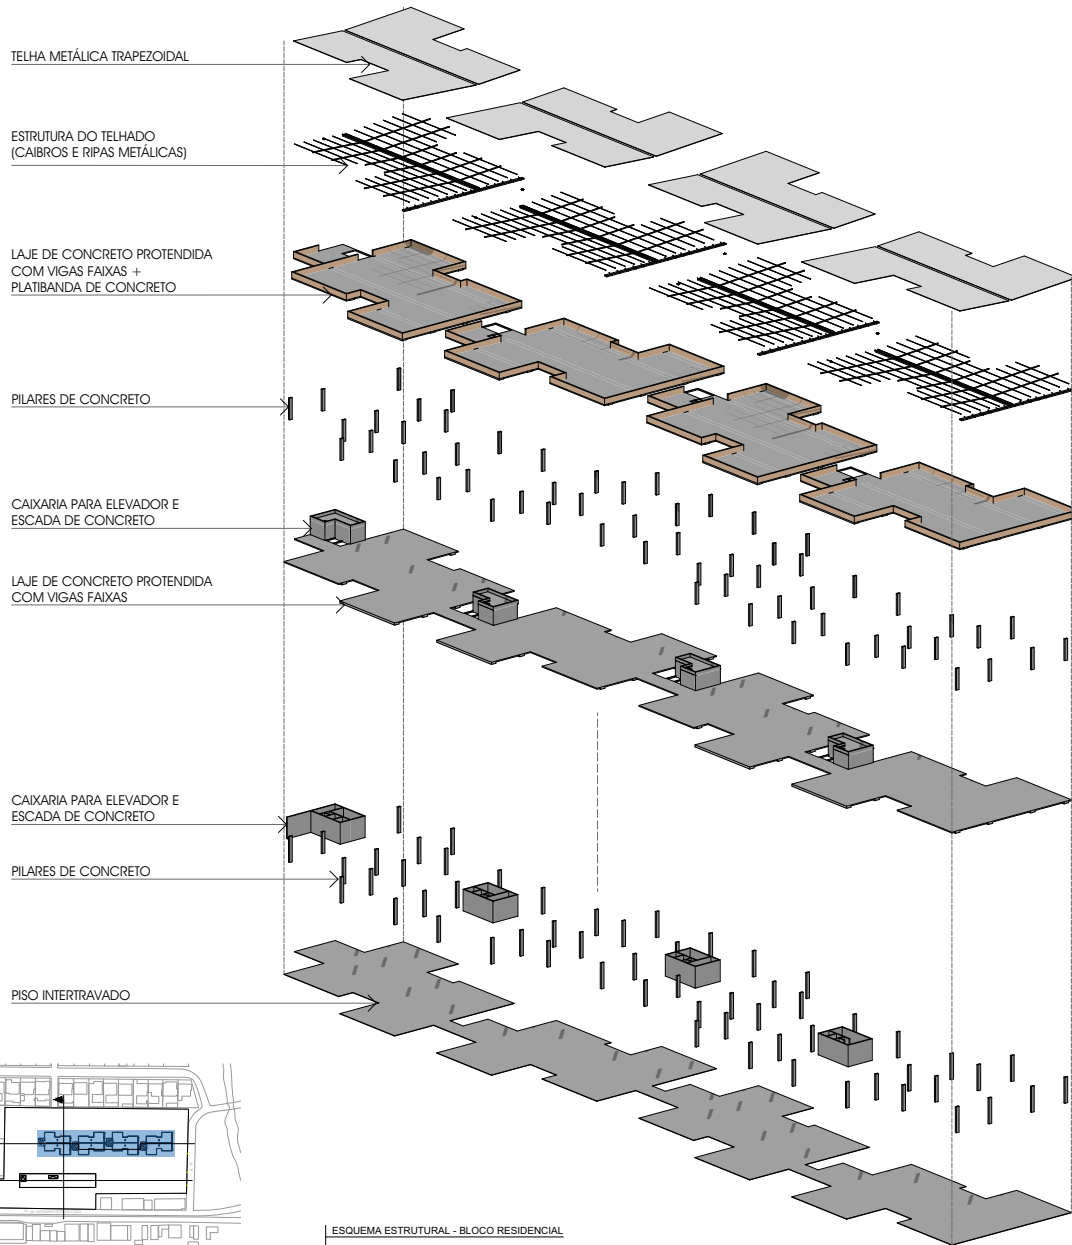 TELHA METÁLICA TRAPEZOIDAL
ESTRUTURA DO TELHADO
(CAIBROS E RIPAS METÁLICAS)
LAJE DE CONCRETO PROTENDIDA
COM VIGAS FAIXAS +
PLATIBANDA DE CONCRETO
PILARES DE CONCRETO
CAIXARIA PARA ELEVADOR E
ESCADA DE CONCRETO
LAJE DE CONCRETO PROTENDIDA
COM VIGAS FAIXAS
CAIXARIA PARA ELEVADOR E
ESCADA DE CONCRETO
PILARES DE CONCRETO
PISO INTERTRAVADO
ESQUEMA ESTRUTURAL - BLOCO RESIDENCIAL